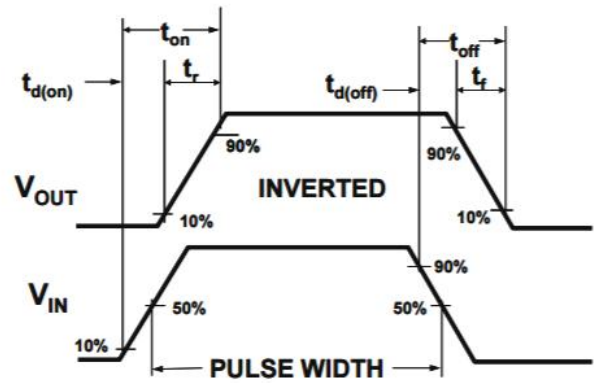 t_on
t_off
t_d(on)
t_r
t_d(off)
t_f
90%
90%
V_OUT
INVERTED
10%
10%
90%
V_IN
50%
50%
10%
PULSE WIDTH